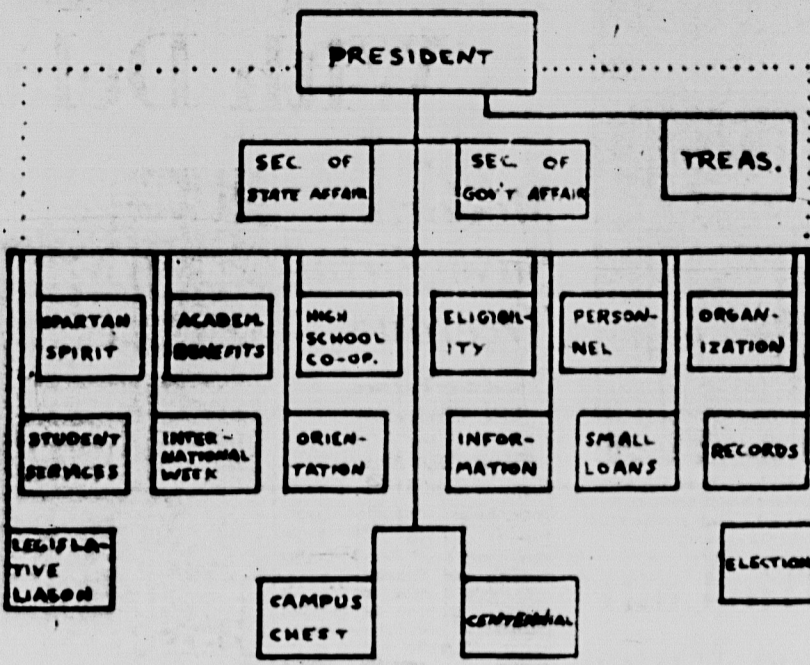 PRESIDENT
SEC. OF
STATE AFFAIR
SEC. OF
GOV'T AFFAIR
TREAS.
SPARTAN
SPIRIT
ACADEM.
BENEFITS
HIGH
SCHOOL
CO-OP.
ELIGIBIL-
ITY
PERSON-
NEL
ORGAN-
IZATION
STUDENT
SERVICES
INTER-
NATIONAL
WEEK
ORIEN-
TATION
INFOR-
MATION
SMALL
LOANS
RECORDS
LEGISLA-
TIVE
LIASON
CAMPUS
CHEST
CENTENNIAL
ELECTION